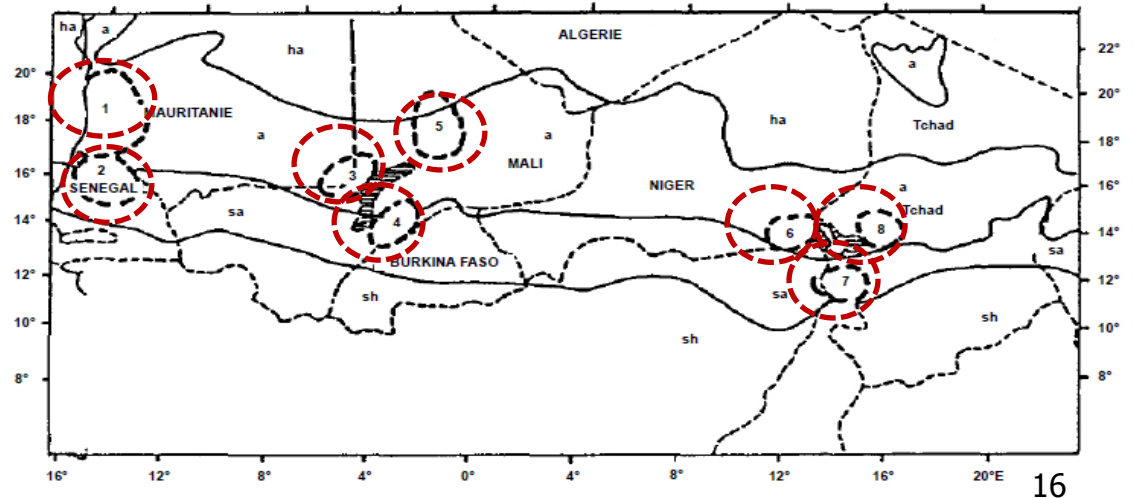 ha
a
ALGERIE
ha
22°
a
20°
20°
1
MAURITANIE
18°
5
ha
Tchad
a
a
18°
MALI
16°
2
3
SENEGAL
NIGER
a
16°
sa
Tchad
14°
4
6
8
14°
BURKINA FASO
sa
12°
sh
sa
7
12°
10°
sh
sh
10°
8°
8°
16°
12°
8°
4°
0°
4°
8°
12°
16°
20°E
16